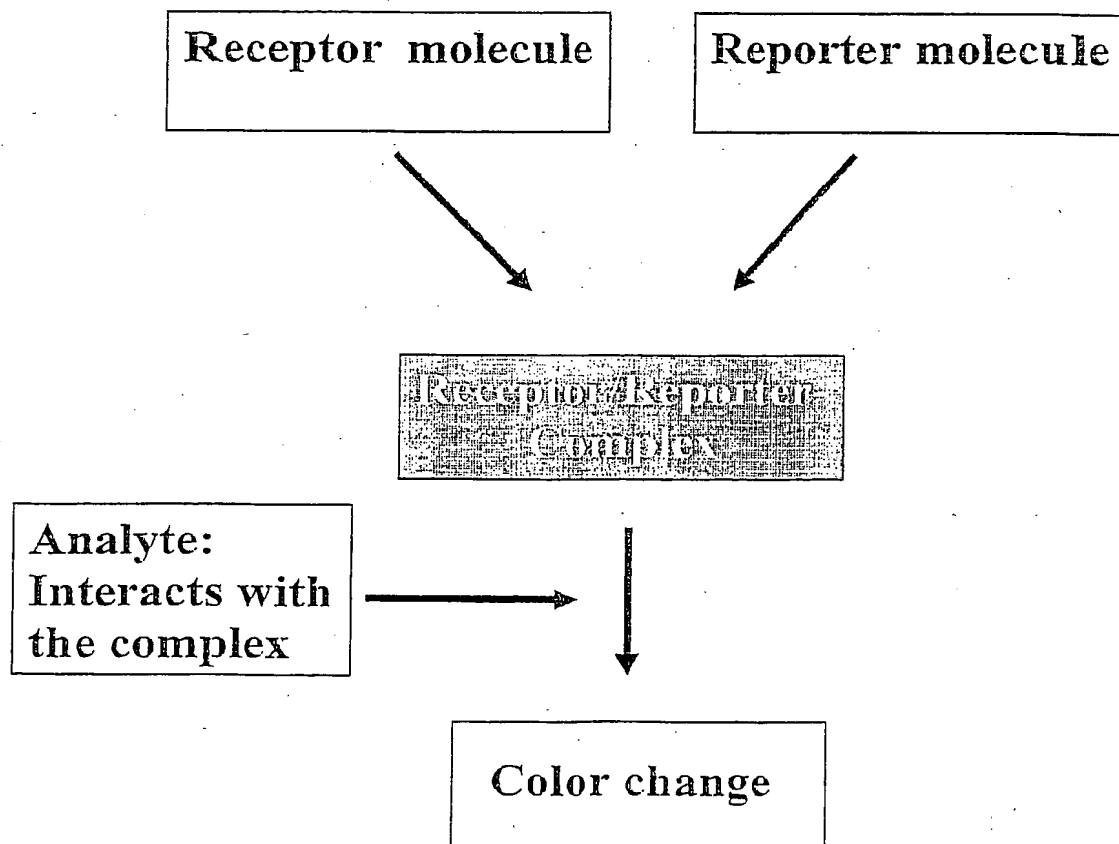 Receptor molecule
Reporter molecule
Receptor/Reporter
Complex
Analyte:
Interacts with
the complex
Color change